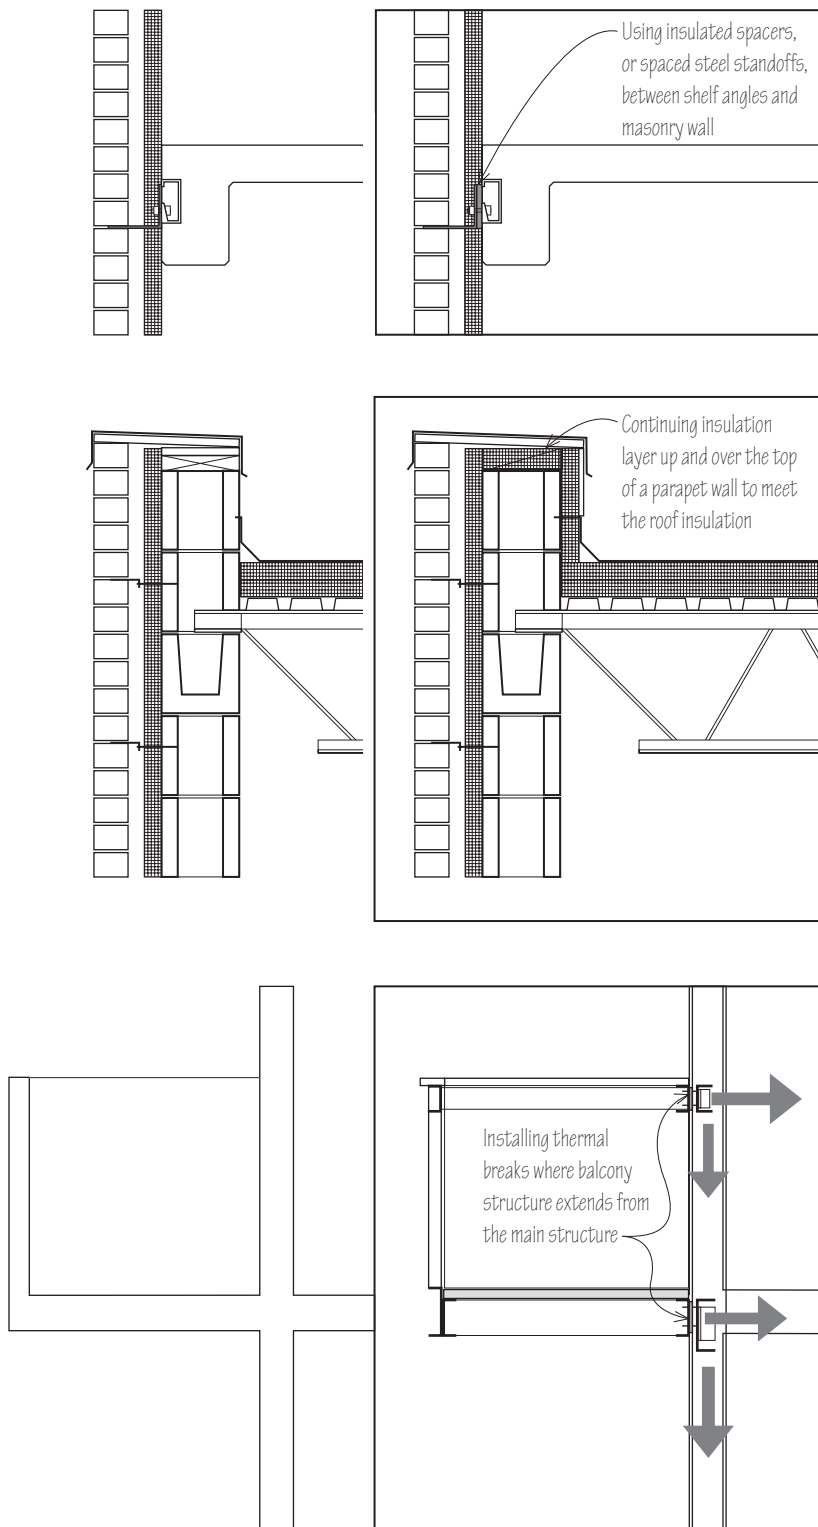 Using insulated spacers,
or spaced steel standoffs,
between shelf angles and
masonry wall
Continuing insulation
layer up and over the top
of a parapet wall to meet
the roof insulation
Installing thermal
breaks where balcony
structure extends from
the main structure